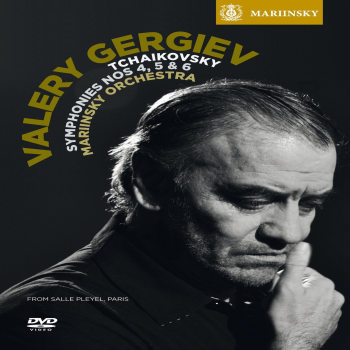 MARIINSKY
VALERY GERGIEV
TCHAIKOVSKY
SYMPHONIES NOS 4, 5 & 6
MARIINSKY ORCHESTRA
FROM SALLE PLEYEL, PARIS
DVD
VIDEO